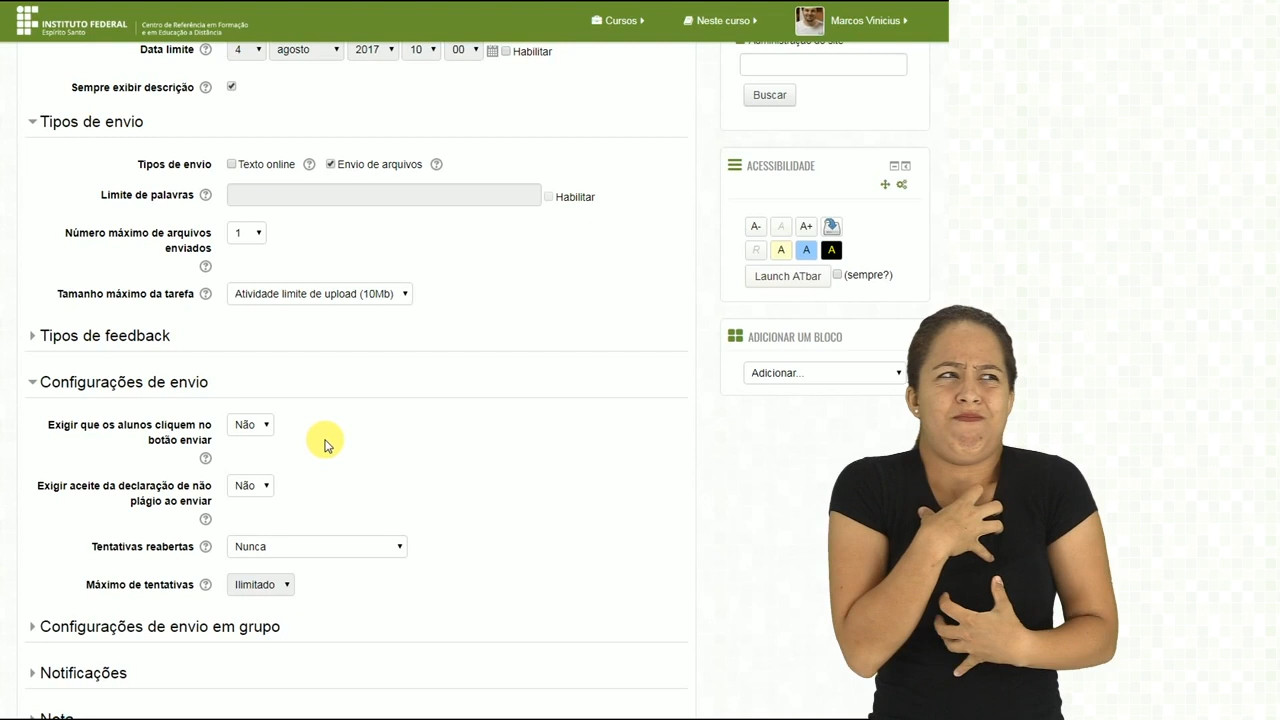 INSTITUTO FEDERAL
Espírito Santo
Centro de Referência em Formação
e em Educação a Distância
Cursos
Neste curso
Marcos Vinicius
Data limite 4 agosto 2017 10 00 Habilitar
Sempre exibir descrição
Tipos de envio
Tipos de envio Texto online Envio de arquivos
Limite de palavras Habilitar
Número máximo de arquivos
enviados
1
Tamanho máximo da tarefa Atividade limite de upload (10Mb)
Tipos de feedback
Configurações de envio
Exigir que os alunos cliquem no
botão enviar
Não
Exigir aceite da declaração de não
plágio ao enviar
Não
Tentativas reabertas Nunca
Máximo de tentativas Ilimitado
Configurações de envio em grupo
Notificações
Nota
Administração do site
Buscar
ACESSIBILIDADE
A- A A+
R A A A
Launch ATbar (sempre?)
ADICIONAR UM BLOCO
Adicionar...